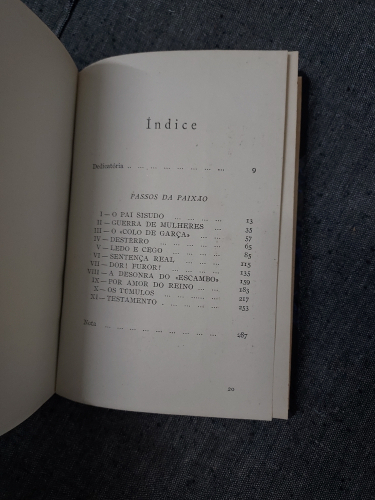 Índice
Dedicatória .. ... ... ... ... ... ... ... 9
PASSOS DA PAIXÃO
I — O PAI SISUDO ... ... ... ... 13
II — GUERRA DE MULHERES ... ... 35
III — O «COLO DE GARÇA» ... ... 57
IV — DESTERRO ... ... ... ... ... 65
V — LEDO E CEGO ... ... ... ... 85
VI — SENTENÇA REAL ... ... ... 115
VII — DOR! FUROR! ... ... ... ... 135
VIII — A DESONRA DO «ESCAMBO» 159
IX — POR AMOR DO REINO ... ... 185
X — OS TÚMULOS ... ... ... ... 217
XI — TESTAMENTO ... ... ... ... 253
Nota ... ... ... ... ... ... ... ... ... 287
20